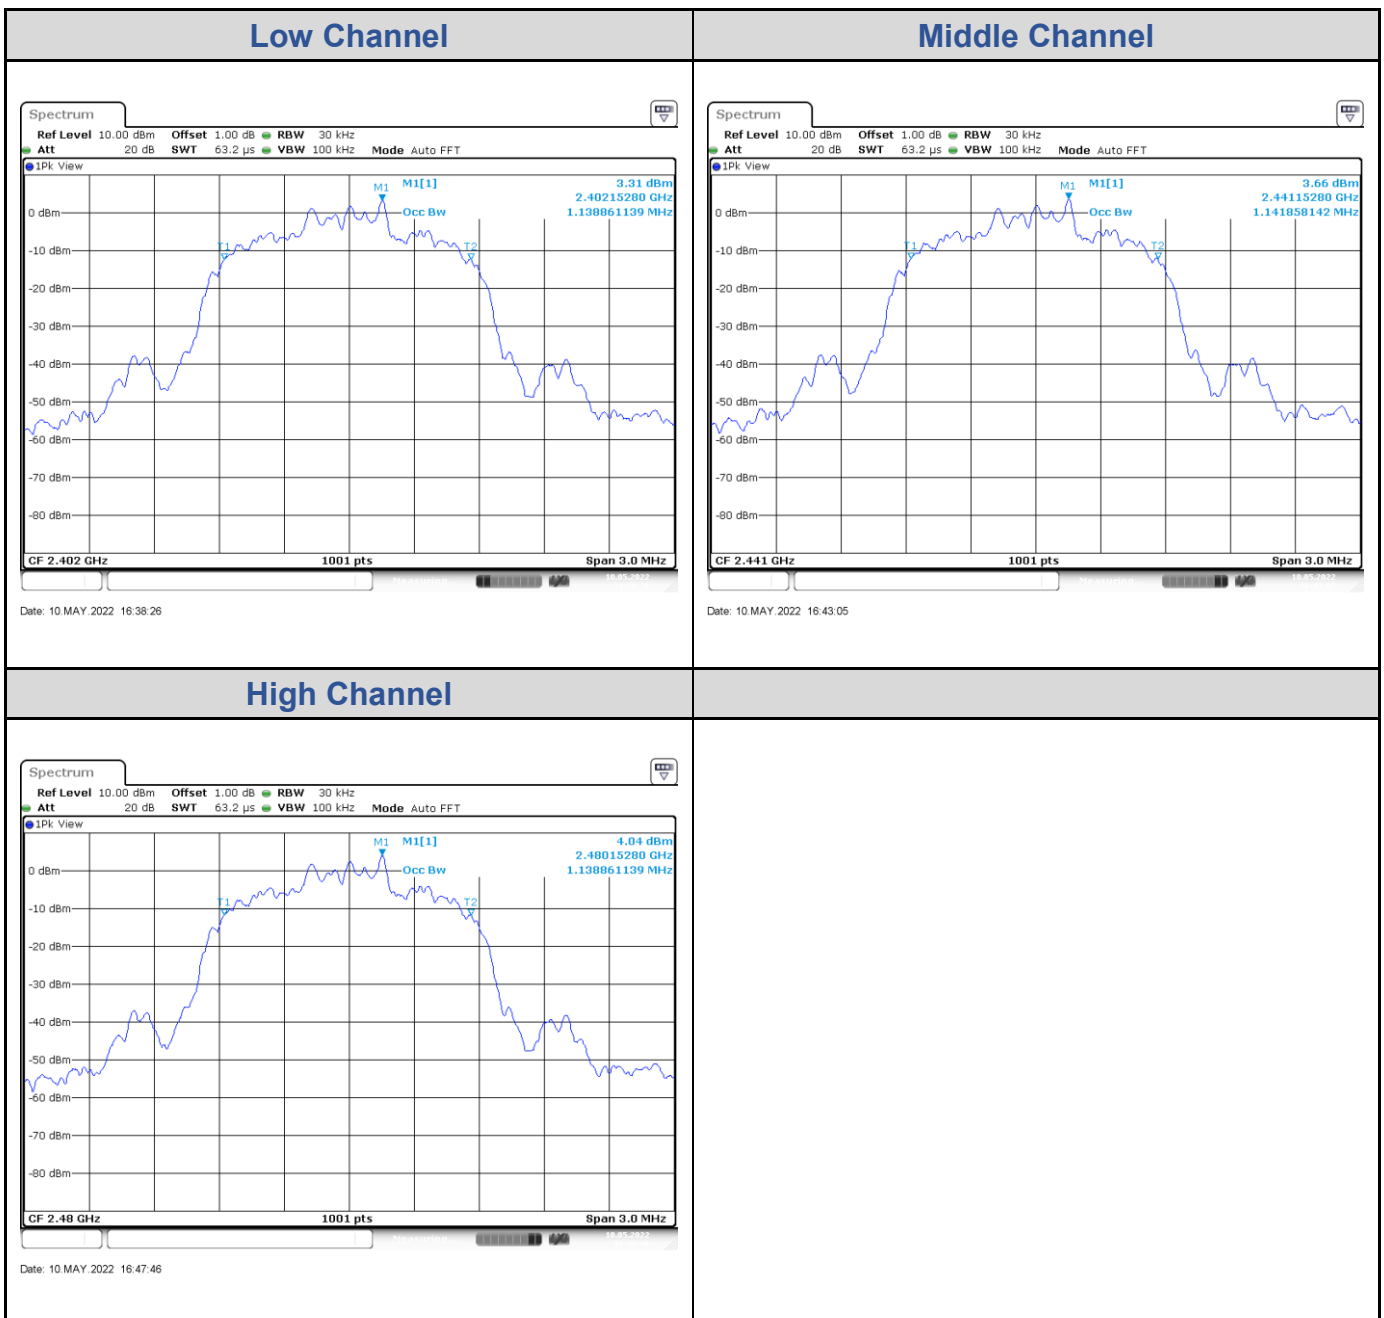 Low Channel
Middle Channel
Spectrum
Ref Level 10.00 dBm Offset 1.00 dB RBW 30 kHz
Att 20 dB SWT 63.2 µs VBW 100 kHz Mode Auto FFT
1Pk View
M1
M1[1] 3.31 dBm
2.40215280 GHz
0 dBm
Occ Bw 1.138861139 MHz
T1
T2
-10 dBm
-20 dBm
-30 dBm
-40 dBm
-50 dBm
-60 dBm
-70 dBm
-80 dBm
CF 2.402 GHz 1001 pts Span 3.0 MHz
Measuring 10.05.2022
Date: 10.MAY.2022 16:38:26
Spectrum
Ref Level 10.00 dBm Offset 1.00 dB RBW 30 kHz
Att 20 dB SWT 63.2 µs VBW 100 kHz Mode Auto FFT
1Pk View
M1
M1[1] 3.66 dBm
2.44115280 GHz
0 dBm
Occ Bw 1.141858142 MHz
T1
T2
-10 dBm
-20 dBm
-30 dBm
-40 dBm
-50 dBm
-60 dBm
-70 dBm
-80 dBm
CF 2.441 GHz 1001 pts Span 3.0 MHz
Measuring 10.05.2022
Date: 10.MAY.2022 16:43:05
High Channel
Spectrum
Ref Level 10.00 dBm Offset 1.00 dB RBW 30 kHz
Att 20 dB SWT 63.2 µs VBW 100 kHz Mode Auto FFT
1Pk View
M1
M1[1] 4.04 dBm
2.48015280 GHz
0 dBm
Occ Bw 1.138861139 MHz
T1
T2
-10 dBm
-20 dBm
-30 dBm
-40 dBm
-50 dBm
-60 dBm
-70 dBm
-80 dBm
CF 2.48 GHz 1001 pts Span 3.0 MHz
Measuring 10.05.2022
Date: 10.MAY.2022 16:47:46